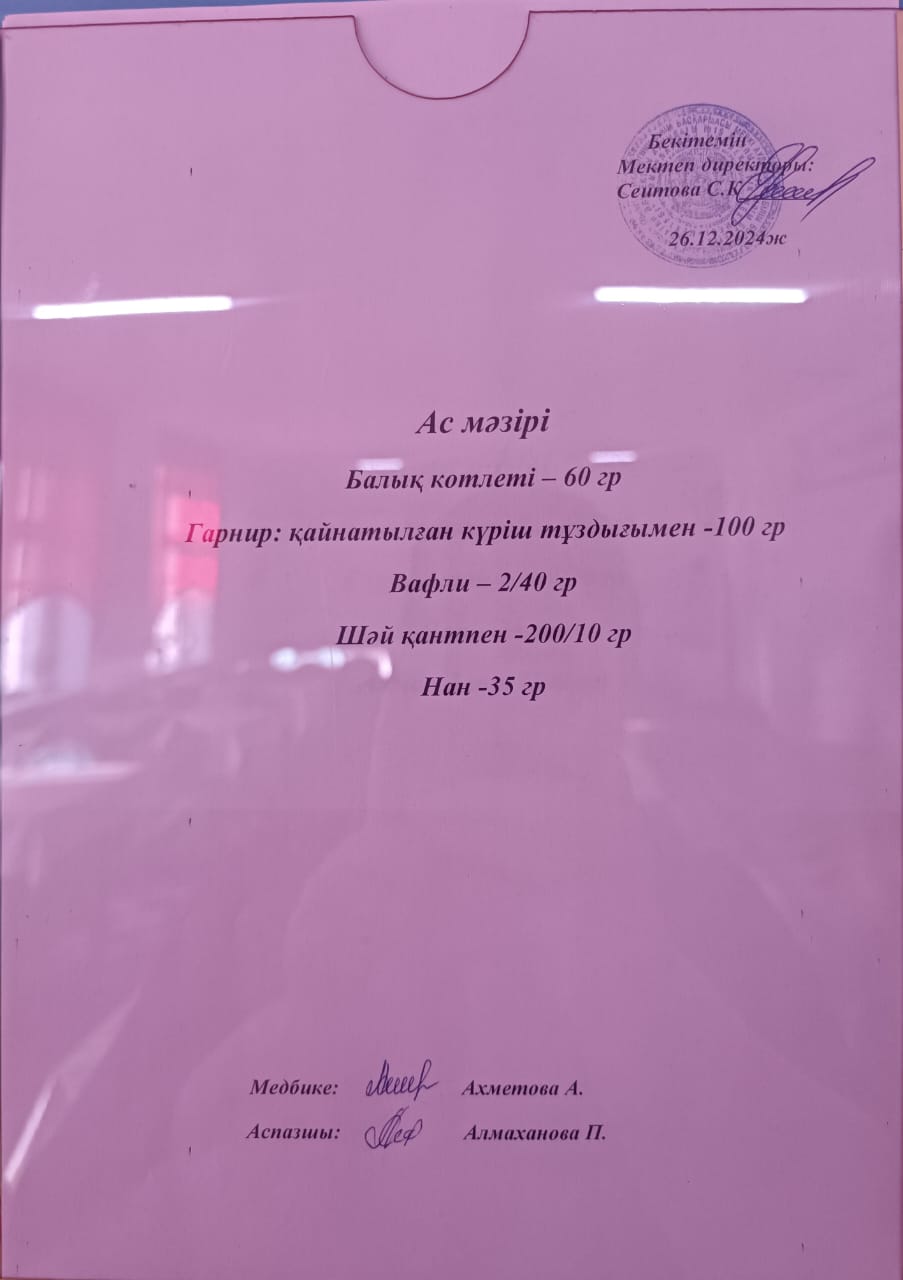 Бекітемін
Мектеп директоры:
Сеитова С.К
26.12.2024ж
Ас мәзірі
Балық котлеті – 60 гр
Гарнир: қайнатылған күріш тұздығымен -100 гр
Вафли – 2/40 гр
Шәй қантпен -200/10 гр
Нан -35 гр
Медбике: Ахметова А.
Аспазшы: Алмаханова П.